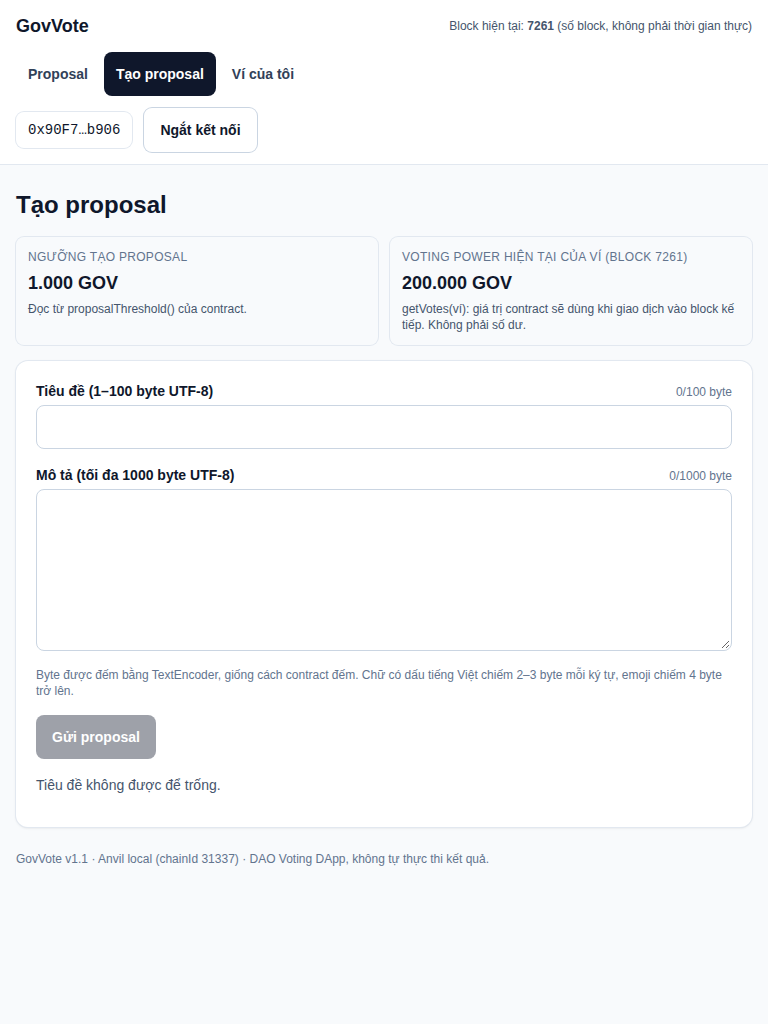 GovVote
Block hiện tại: 7261 (số block, không phải thời gian thực)
Proposal
Tạo proposal
Ví của tôi
0x90F7…b906
Ngắt kết nối
Tạo proposal
NGƯỠNG TẠO PROPOSAL
1.000 GOV
Đọc từ proposalThreshold() của contract.
VOTING POWER HIỆN TẠI CỦA VÍ (BLOCK 7261)
200.000 GOV
getVotes(ví): giá trị contract sẽ dùng khi giao dịch vào block kế
tiếp. Không phải số dư.
Tiêu đề (1–100 byte UTF-8)
0/100 byte
Mô tả (tối đa 1000 byte UTF-8)
0/1000 byte
Byte được đếm bằng TextEncoder, giống cách contract đếm. Chữ có dấu tiếng Việt chiếm 2–3 byte mỗi ký tự, emoji chiếm 4 byte
trở lên.
Gửi proposal
Tiêu đề không được để trống.
GovVote v1.1 · Anvil local (chainId 31337) · DAO Voting DApp, không tự thực thi kết quả.